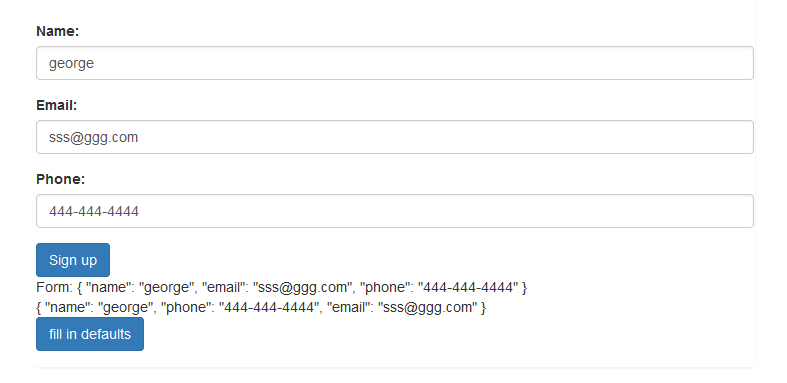 Name:
george
Email:
sss@ggg.com
Phone:
444-444-4444
Sign up
Form: { "name": "george", "email": "sss@ggg.com", "phone": "444-444-4444" }
{ "name": "george", "phone": "444-444-4444", "email": "sss@ggg.com" }
fill in defaults